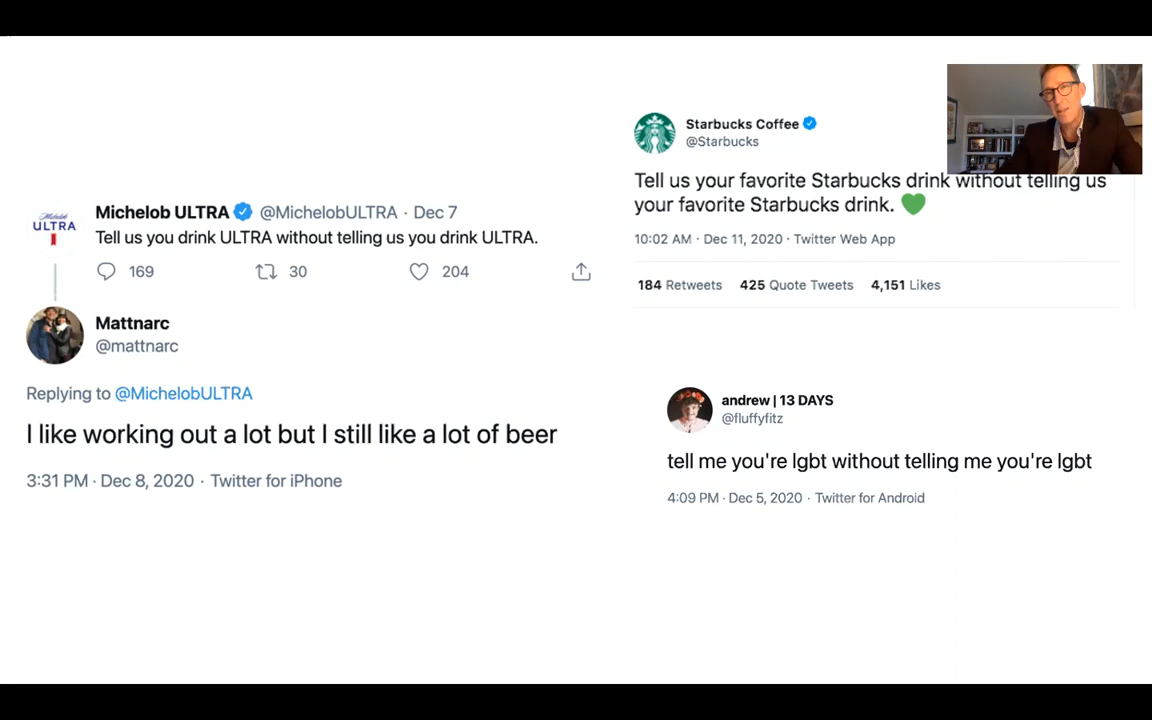 Michelob
ULTRA
Michelob ULTRA @MichelobULTRA · Dec 7
Tell us you drink ULTRA without telling us you drink ULTRA.
169 30 204
Mattnarc
@mattnarc
Replying to @MichelobULTRA
I like working out a lot but I still like a lot of beer
3:31 PM · Dec 8, 2020 · Twitter for iPhone
Starbucks Coffee
@Starbucks
Tell us your favorite Starbucks drink without telling us
your favorite Starbucks drink. 💚
10:02 AM · Dec 11, 2020 · Twitter Web App
184 Retweets 425 Quote Tweets 4,151 Likes
andrew | 13 DAYS
@fluffyfitz
tell me you're lgbt without telling me you're lgbt
4:09 PM · Dec 5, 2020 · Twitter for Android